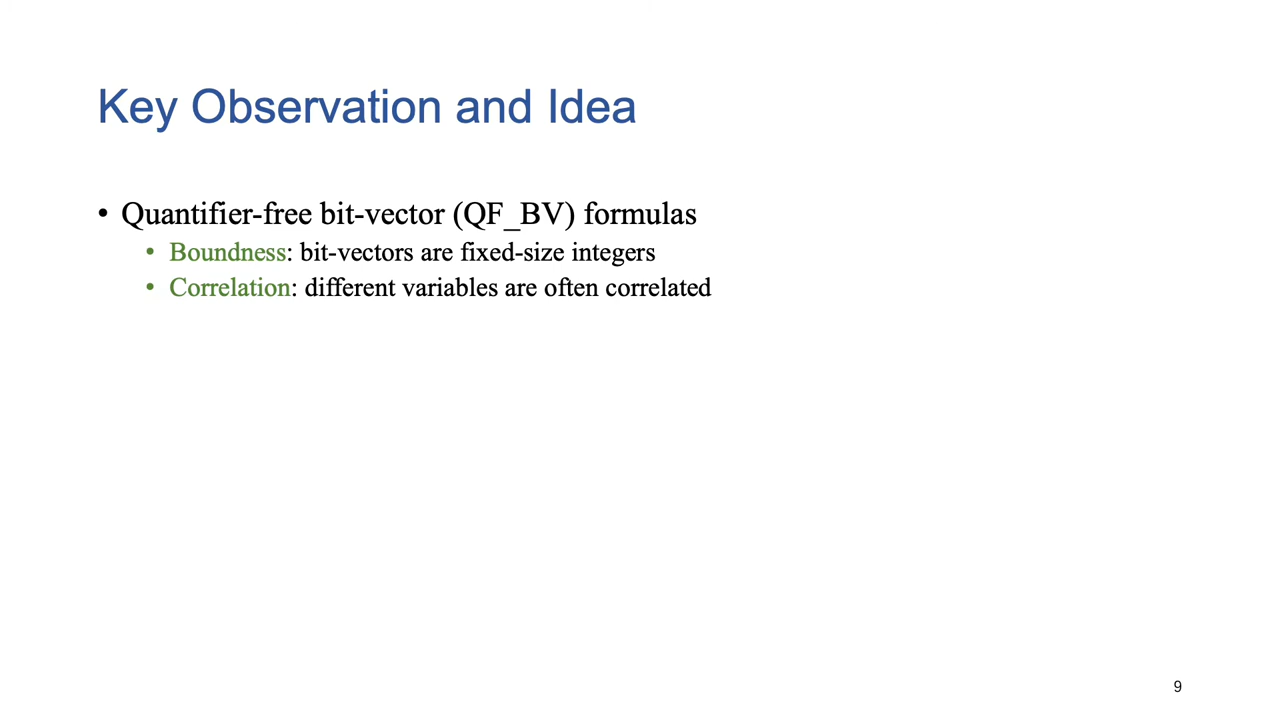 Key Observation and Idea
• Quantifier-free bit-vector (QF_BV) formulas
• Boundness: bit-vectors are fixed-size integers
• Correlation: different variables are often correlated
9